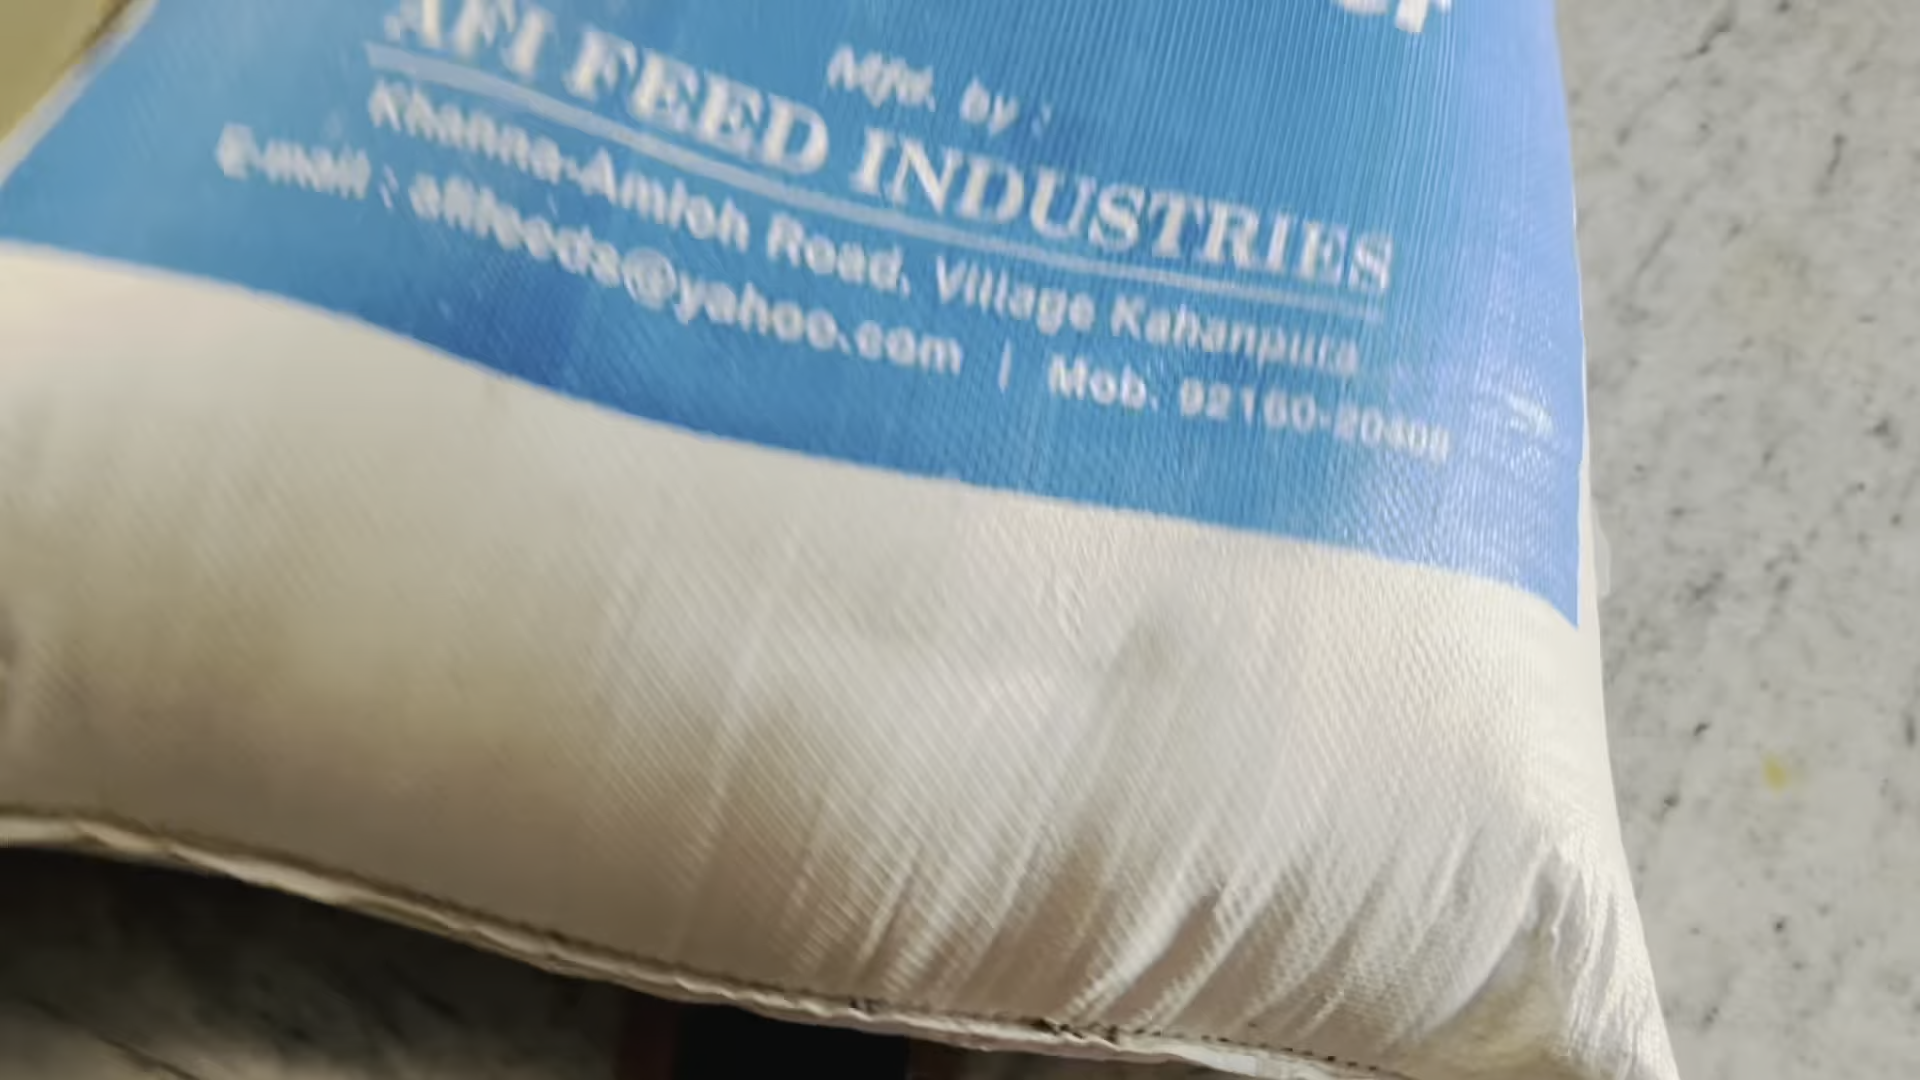 Mfd. by :
AFI FEED INDUSTRIES
Khanna-Amloh Road, Village Kahanpura
E-mail : afifeeds@yahoo.com | Mob. 92160-20408